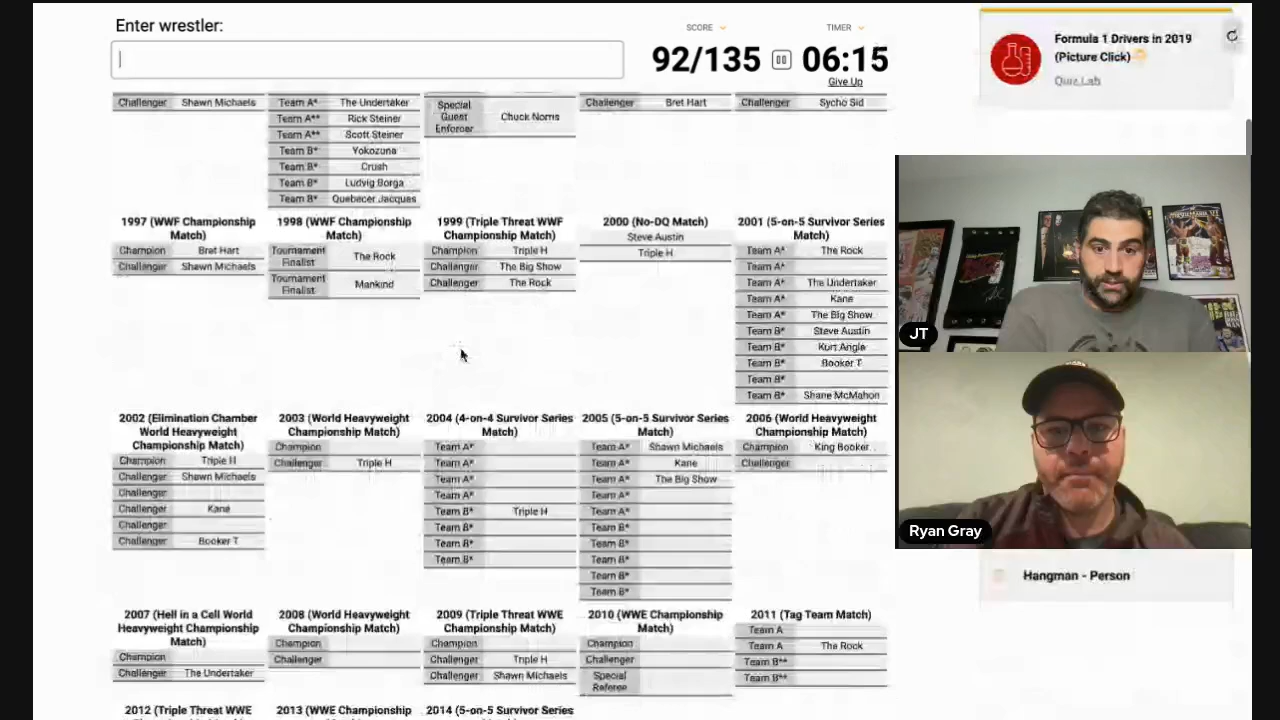 Enter wrestler:
SCORE
TIMER
92/135
06:15
Give Up
Formula 1 Drivers in 2019
(Picture Click)
Quiz Lab
Challenger Shawn Michaels
Team A* The Undertaker
Team A** Rick Steiner
Team A** Scott Steiner
Team B* Yokozuna
Team B* Crush
Team B* Ludvig Borga
Team B* Quebecer Jacques
Special
Guest
Enforcer
Chuck Norris
Challenger Bret Hart
Challenger Sycho Sid
1997 (WWF Championship
Match)
Champion Bret Hart
Challenger Shawn Michaels
1998 (WWF Championship
Match)
Tournament
Finalist
The Rock
Tournament
Finalist
Mankind
1999 (Triple Threat WWF
Championship Match)
Champion Triple H
Challenger The Big Show
Challenger The Rock
2000 (No-DQ Match)
Steve Austin
Triple H
2001 (5-on-5 Survivor Series
Match)
Team A* The Rock
Team A*
Team A* The Undertaker
Team A* Kane
Team A* The Big Show
Team B* Steve Austin
Team B* Kurt Angle
Team B* Booker T
Team B*
Team B* Shane McMahon
2002 (Elimination Chamber
World Heavyweight
Championship Match)
Champion Triple H
Challenger Shawn Michaels
Challenger
Challenger Kane
Challenger
Challenger Booker T
2003 (World Heavyweight
Championship Match)
Champion
Challenger Triple H
2004 (4-on-4 Survivor Series
Match)
Team A*
Team A*
Team A*
Team A*
Team B* Triple H
Team B*
Team B*
Team B*
2005 (5-on-5 Survivor Series
Match)
Team A* Shawn Michaels
Team A* Kane
Team A* The Big Show
Team A*
Team A*
Team B*
Team B*
Team B*
Team B*
Team B*
2006 (World Heavyweight
Championship Match)
Champion King Booker
Challenger
2007 (Hell in a Cell World
Heavyweight Championship
Match)
Champion
Challenger The Undertaker
2008 (World Heavyweight
Championship Match)
Champion
Challenger
2009 (Triple Threat WWE
Championship Match)
Champion
Challenger Triple H
Challenger Shawn Michaels
2010 (WWE Championship
Match)
Champion
Challenger
Special
Referee
2011 (Tag Team Match)
Team A
Team A The Rock
Team B**
Team B**
2012 (Triple Threat WWE
2013 (WWE Championship
2014 (5-on-5 Survivor Series
JT
Ryan Gray
Hangman - Person